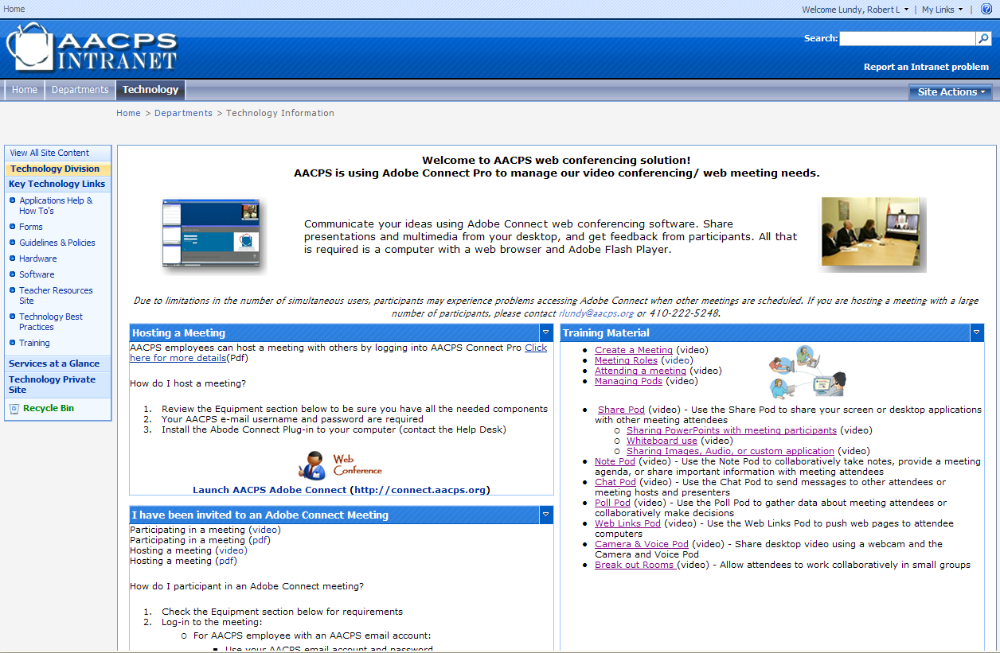 Home
Welcome Lundy, Robert L
My Links
AACPS
INTRANET
Search:
Report an Intranet problem
Home
Departments
Technology
Site Actions
Home > Departments > Technology Information
View All Site Content
Technology Division
Key Technology Links
Applications Help &
How To's
Forms
Guidelines & Policies
Hardware
Software
Teacher Resources
Site
Technology Best
Practices
Training
Services at a Glance
Technology Private
Site
Recycle Bin
Welcome to AACPS web conferencing solution!
AACPS is using Adobe Connect Pro to manage our video conferencing/ web meeting needs.
Communicate your ideas using Adobe Connect web conferencing software. Share
presentations and multimedia from your desktop, and get feedback from participants. All that
is required is a computer with a web browser and Adobe Flash Player.
Due to limitations in the number of simultaneous users, participants may experience problems accessing Adobe Connect when other meetings are scheduled. If you are hosting a meeting with a large
number of participants, please contact rlundy@aacps.org or 410-222-5248.
Hosting a Meeting
AACPS employees can host a meeting with others by logging into AACPS Connect Pro Click
here for more details(Pdf)
How do I host a meeting?
1. Review the Equipment section below to be sure you have all the needed components
2. Your AACPS e-mail username and password are required
3. Install the Abode Connect Plug-in to your computer (contact the Help Desk)
Web
Conference
Launch AACPS Adobe Connect (http://connect.aacps.org)
I have been invited to an Adobe Connect Meeting
Participating in a meeting (video)
Participating in a meeting (pdf)
Hosting a meeting (video)
Hosting a meeting (pdf)
How do I participant in an Adobe Connect meeting?
1. Check the Equipment section below for requirements
2. Log-in to the meeting:
For AACPS employee with an AACPS email account:
Use your AACPS email account and password
Training Material
Create a Meeting (video)
Meeting Roles (video)
Attending a meeting (video)
Managing Pods (video)
Share Pod (video) - Use the Share Pod to share your screen or desktop applications
with other meeting attendees
Sharing PowerPoints with meeting participants (video)
Whiteboard use (video)
Sharing Images, Audio, or custom application (video)
Note Pod (video) - Use the Note Pod to collaboratively take notes, provide a meeting
agenda, or share important information with meeting attendees
Chat Pod (video) - Use the Chat Pod to send messages to other attendees or
meeting hosts and presenters
Poll Pod (video) - Use the Poll Pod to gather data about meeting attendees or
collaboratively make decisions
Web Links Pod (video) - Use the Web Links Pod to push web pages to attendee
computers
Camera & Voice Pod (video) - Share desktop video using a webcam and the
Camera and Voice Pod
Break out Rooms (video) - Allow attendees to work collaboratively in small groups